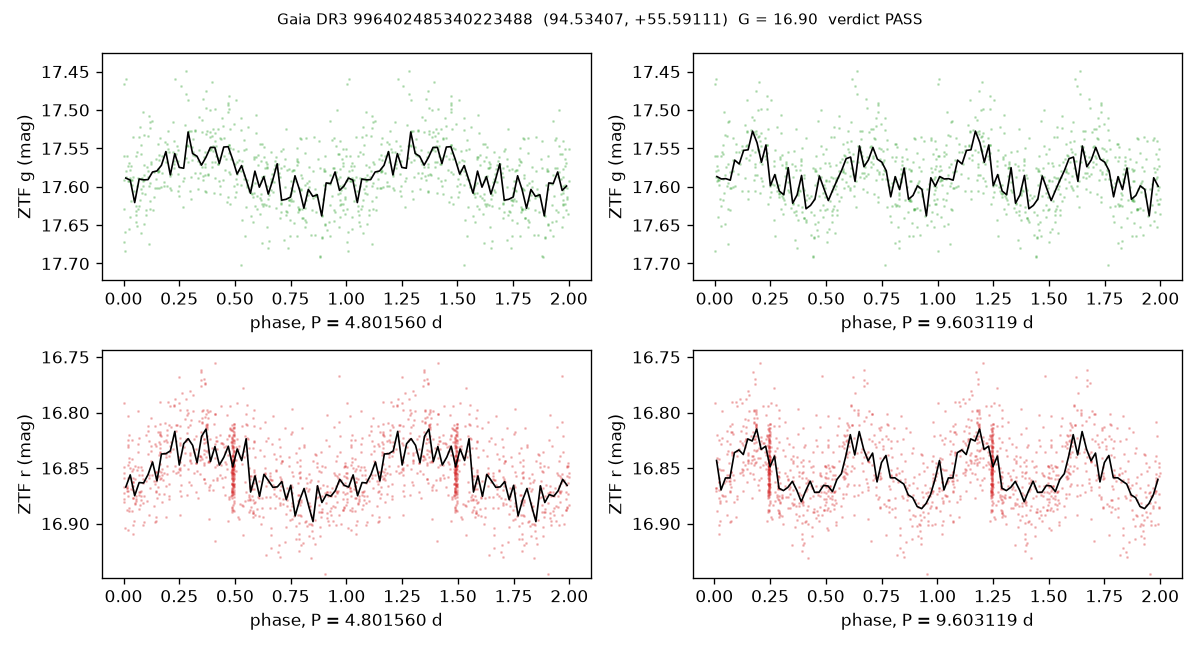 Gaia DR3 996402485340223488 (94.53407, +55.59111) G = 16.90 verdict PASS
ZTF g (mag)
17.45
17.50
17.55
17.60
17.65
17.70
0.00 0.25 0.50 0.75 1.00 1.25 1.50 1.75 2.00
phase, P = 4.801560 d
ZTF g (mag)
17.45
17.50
17.55
17.60
17.65
17.70
0.00 0.25 0.50 0.75 1.00 1.25 1.50 1.75 2.00
phase, P = 9.603119 d
ZTF r (mag)
16.75
16.80
16.85
16.90
0.00 0.25 0.50 0.75 1.00 1.25 1.50 1.75 2.00
phase, P = 4.801560 d
ZTF r (mag)
16.75
16.80
16.85
16.90
0.00 0.25 0.50 0.75 1.00 1.25 1.50 1.75 2.00
phase, P = 9.603119 d